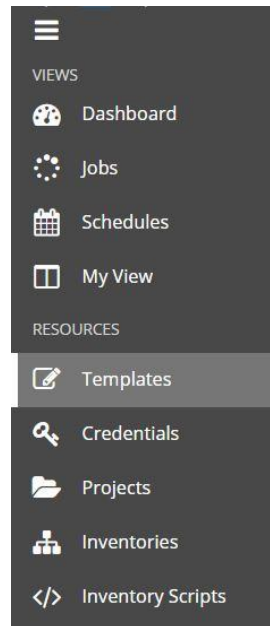 VIEWS
Dashboard
Jobs
Schedules
My View
RESOURCES
Templates
Credentials
Projects
Inventories
Inventory Scripts